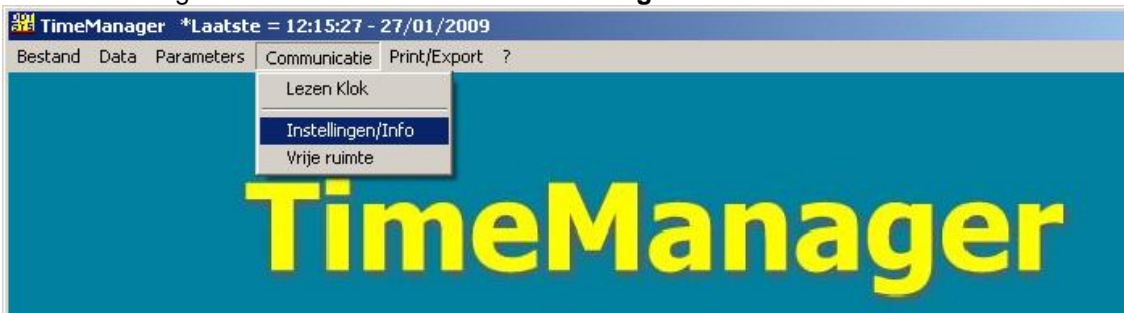 TimeManager *Laatste = 12:15:27 - 27/01/2009
Bestand Data Parameters Communicatie Print/Export ?
Lezen Klok
Instellingen/Info
Vrije ruimte
TimeManager